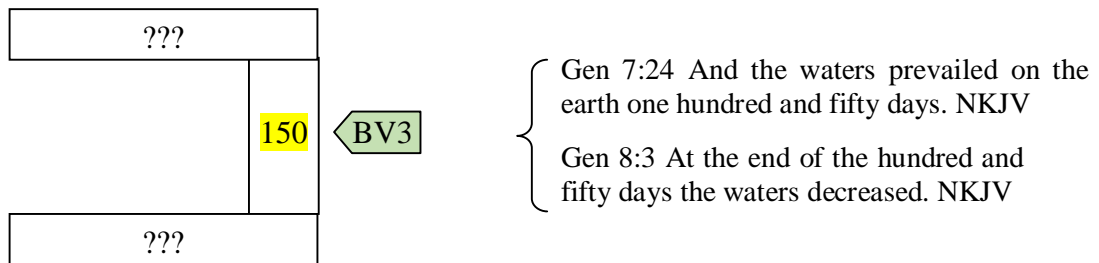 ???
150
BV3
???
Gen 7:24 And the waters prevailed on the
earth one hundred and fifty days. NKJV
Gen 8:3 At the end of the hundred and
fifty days the waters decreased. NKJV